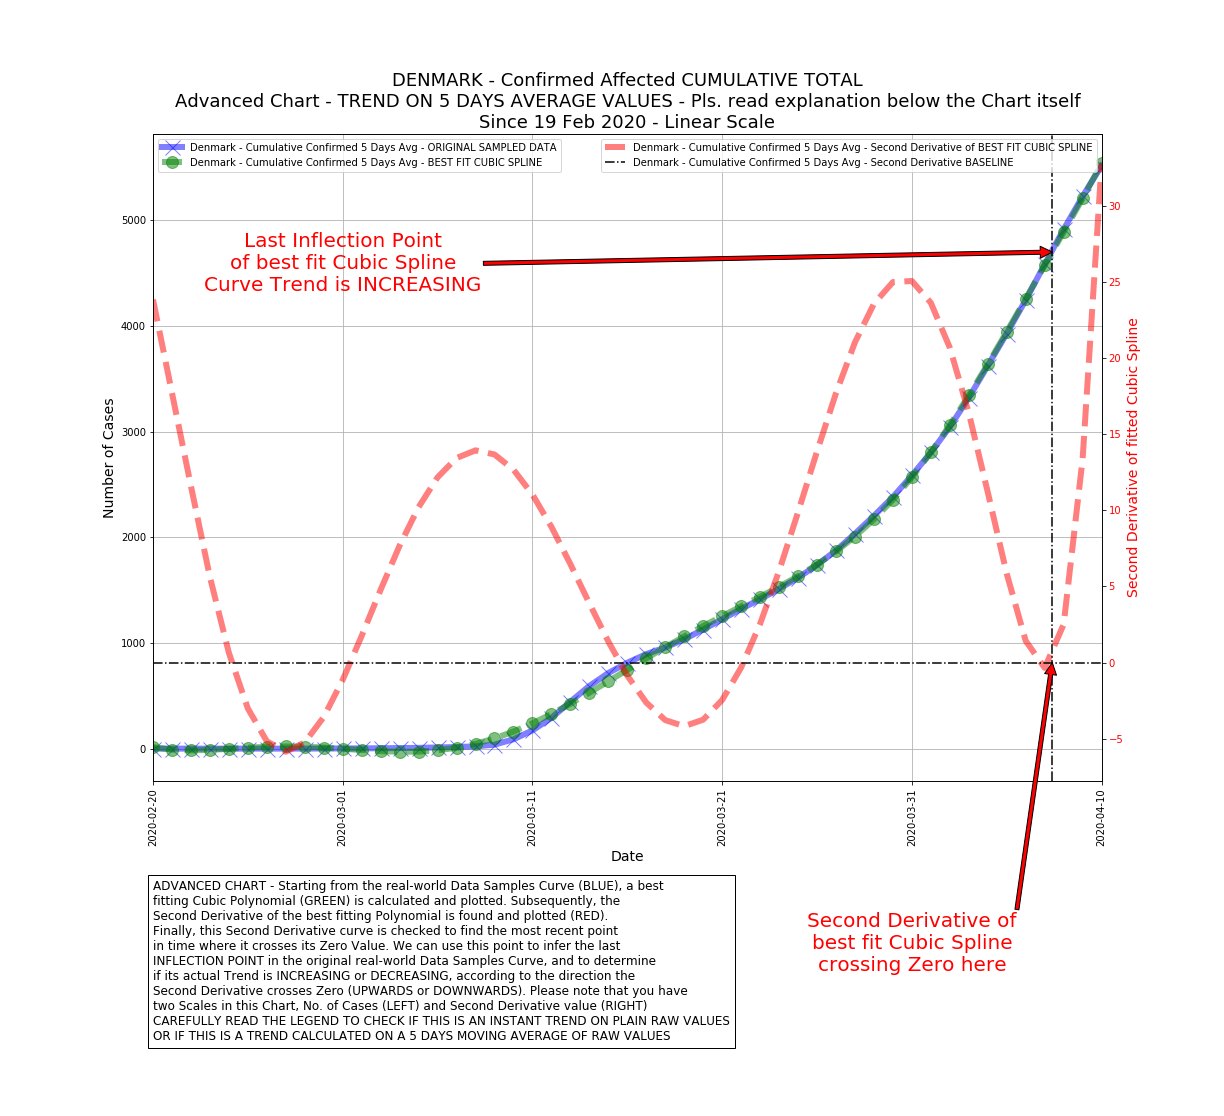 DENMARK - Confirmed Affected CUMULATIVE TOTAL
Advanced Chart - TREND ON 5 DAYS AVERAGE VALUES - Pls. read explanation below the Chart itself
Since 19 Feb 2020 - Linear Scale
Denmark - Cumulative Confirmed 5 Days Avg - ORIGINAL SAMPLED DATA
Denmark - Cumulative Confirmed 5 Days Avg - BEST FIT CUBIC SPLINE
Denmark - Cumulative Confirmed 5 Days Avg - Second Derivative of BEST FIT CUBIC SPLINE
Denmark - Cumulative Confirmed 5 Days Avg - Second Derivative BASELINE
Last Inflection Point
of best fit Cubic Spline
Curve Trend is INCREASING
Number of Cases
5000
4000
3000
2000
1000
0
30
25
20
15
10
5
0
−5
Second Derivative of fitted Cubic Spline
2020-02-20
2020-03-01
2020-03-11
2020-03-21
2020-03-31
2020-04-10
Date
ADVANCED CHART - Starting from the real-world Data Samples Curve (BLUE), a best
fitting Cubic Polynomial (GREEN) is calculated and plotted. Subsequently, the
Second Derivative of the best fitting Polynomial is found and plotted (RED).
Finally, this Second Derivative curve is checked to find the most recent point
in time where it crosses its Zero Value. We can use this point to infer the last
INFLECTION POINT in the original real-world Data Samples Curve, and to determine
if its actual Trend is INCREASING or DECREASING, according to the direction the
Second Derivative crosses Zero (UPWARDS or DOWNWARDS). Please note that you have
two Scales in this Chart, No. of Cases (LEFT) and Second Derivative value (RIGHT)
CAREFULLY READ THE LEGEND TO CHECK IF THIS IS AN INSTANT TREND ON PLAIN RAW VALUES
OR IF THIS IS A TREND CALCULATED ON A 5 DAYS MOVING AVERAGE OF RAW VALUES
Second Derivative of
best fit Cubic Spline
crossing Zero here